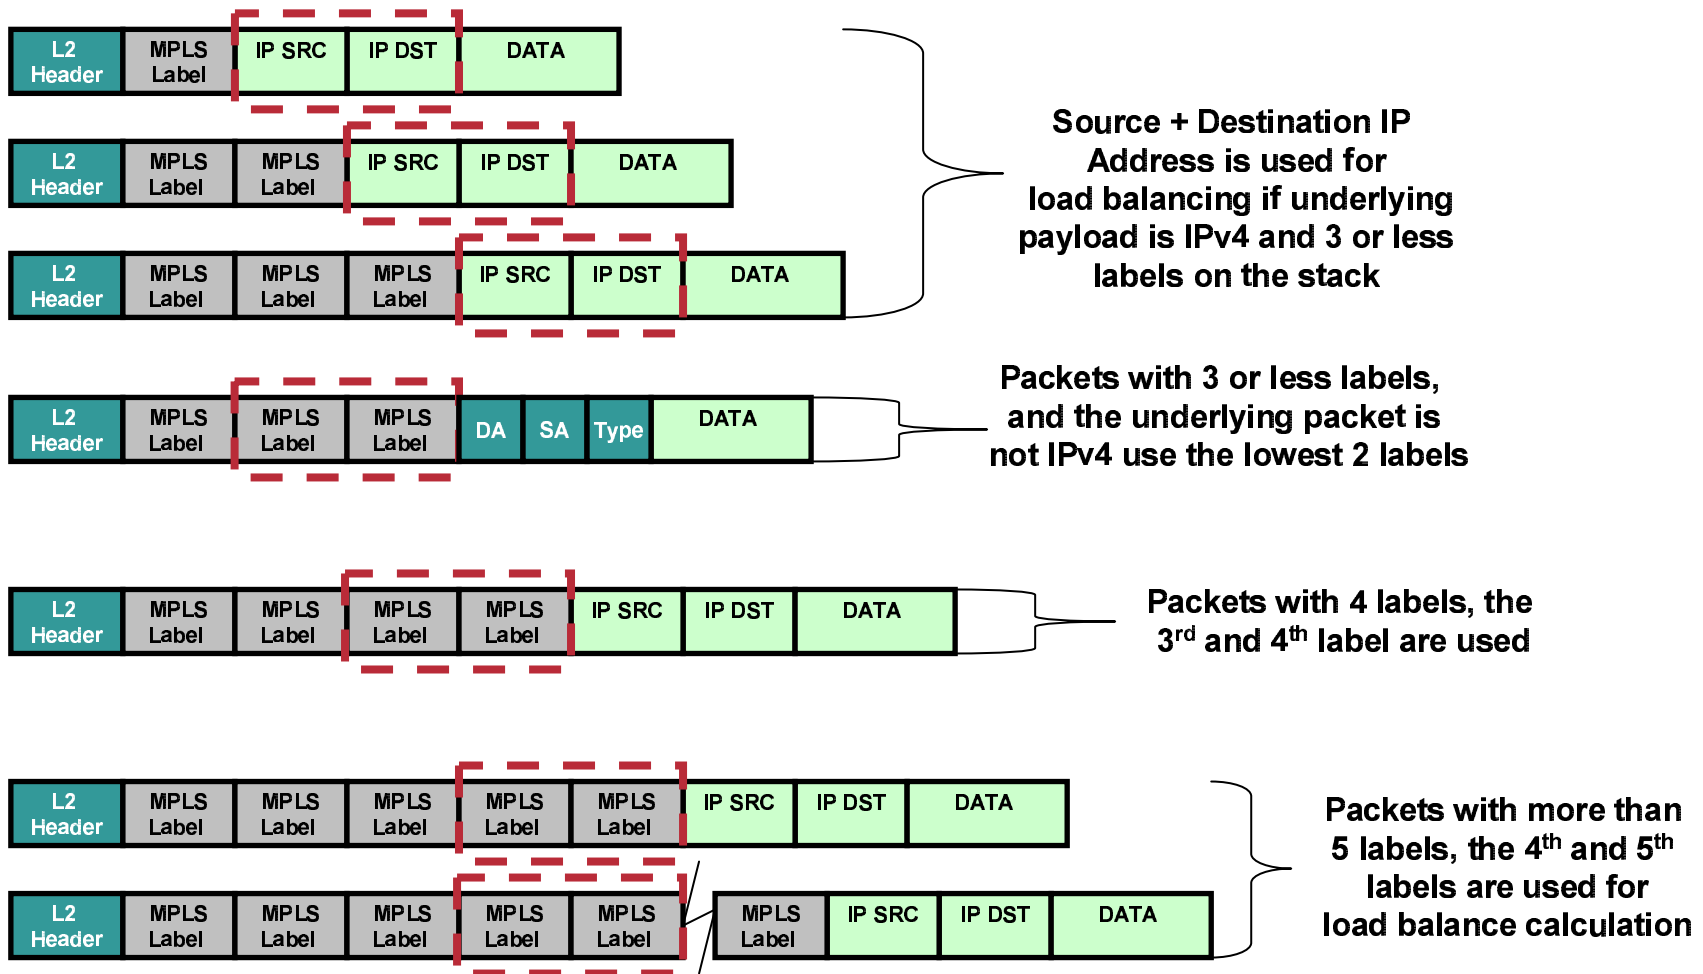 L2 Header MPLS Label IP SRC IP DST DATA
L2 Header MPLS Label MPLS Label IP SRC IP DST DATA
L2 Header MPLS Label MPLS Label MPLS Label IP SRC IP DST DATA
Source + Destination IP
Address is used for
load balancing if underlying
payload is IPv4 and 3 or less
labels on the stack
L2 Header MPLS Label MPLS Label MPLS Label DA SA Type DATA
Packets with 3 or less labels,
and the underlying packet is
not IPv4 use the lowest 2 labels
L2 Header MPLS Label MPLS Label MPLS Label MPLS Label IP SRC IP DST DATA
Packets with 4 labels, the
3rd and 4th label are used
L2 Header MPLS Label MPLS Label MPLS Label MPLS Label MPLS Label IP SRC IP DST DATA
L2 Header MPLS Label MPLS Label MPLS Label MPLS Label MPLS Label MPLS Label IP SRC IP DST DATA
Packets with more than
5 labels, the 4th and 5th
labels are used for
load balance calculation